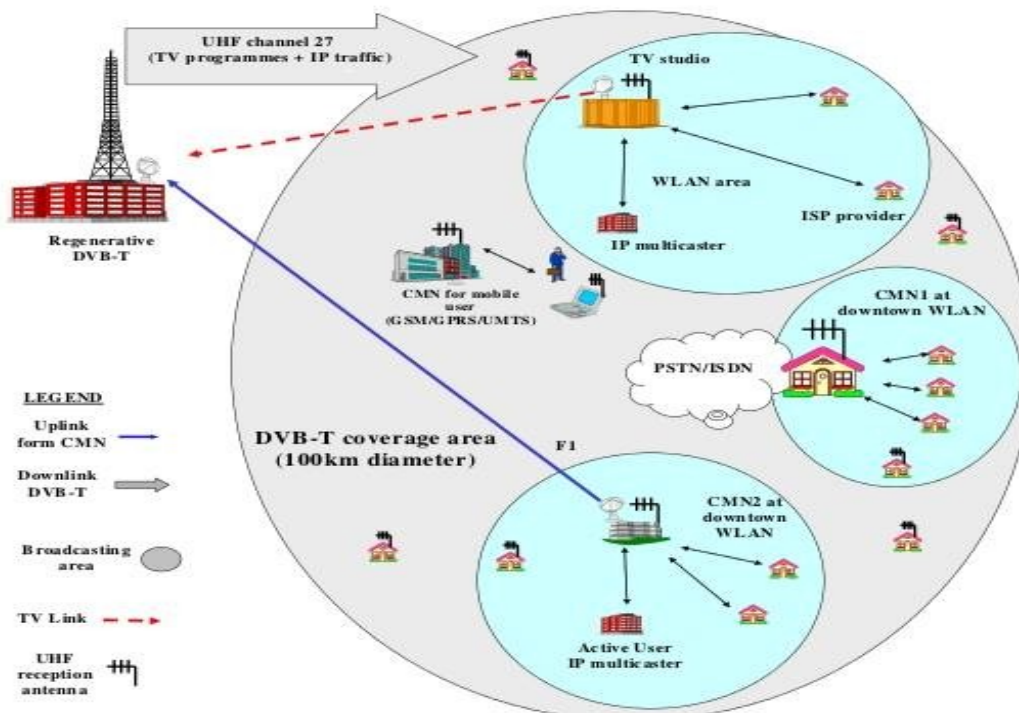 UHF channel 27
(TV programmes + IP traffic)
TV studio
WLAN area
ISP provider
IP multicaster
Regenerative
DVB-T
CMN for mobile
user
(GSM/GPRS/UMTS)
CMN1 at
downtown WLAN
PSTN/ISDN
LEGEND
Uplink
form CMN
Downlink
DVB-T
Broadcasting
area
TV Link
UHF
reception
antenna
DVB-T coverage area
(100km diameter)
F1
CMN2 at
downtown
WLAN
Active User
IP multicaster